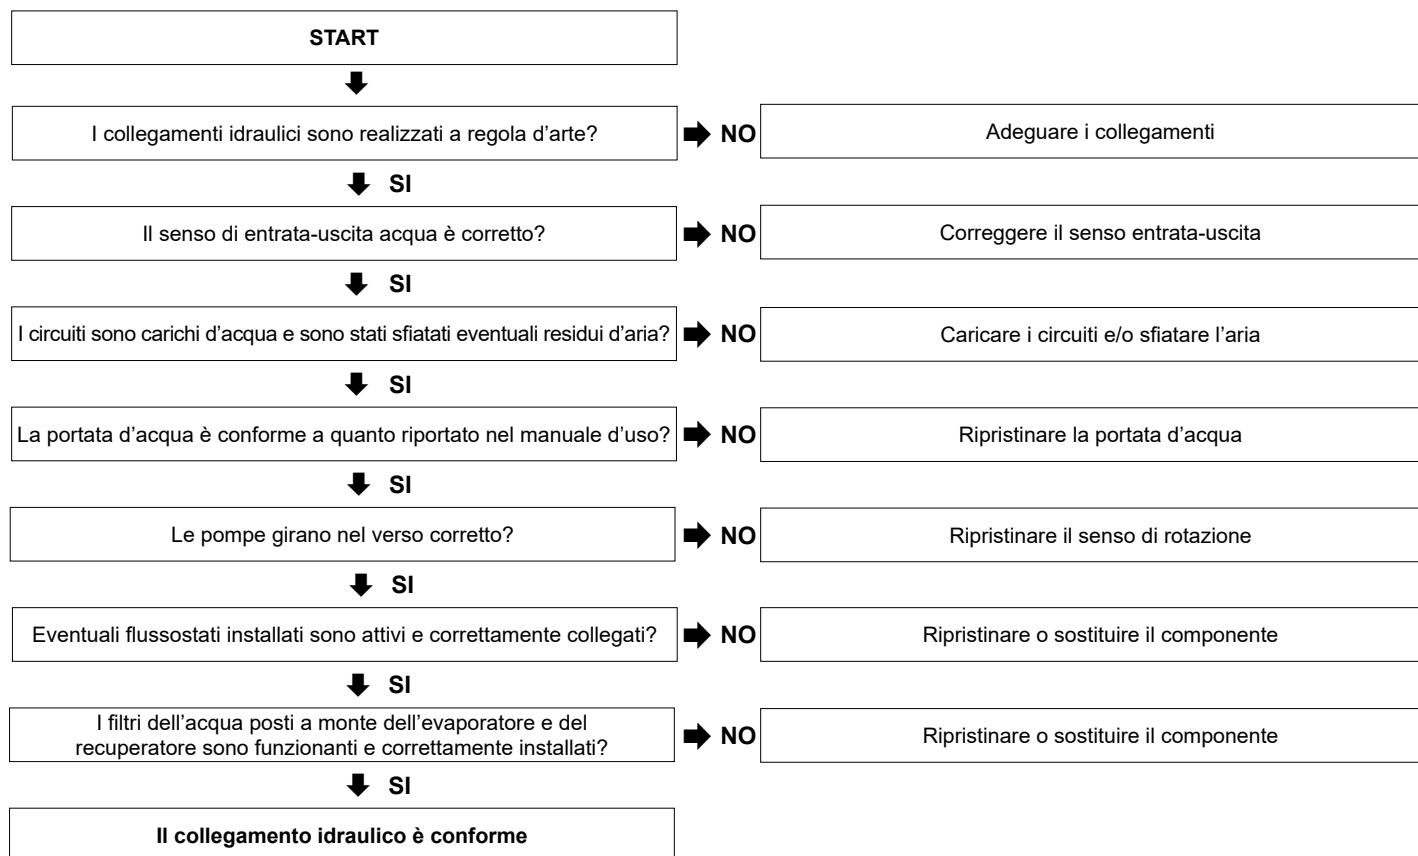 START
I collegamenti idraulici sono realizzati a regola d’arte?
NO
Adeguare i collegamenti
SI
Il senso di entrata-uscita acqua è corretto?
NO
Correggere il senso entrata-uscita
SI
I circuiti sono carichi d’acqua e sono stati sfiatati eventuali residui d’aria?
NO
Caricare i circuiti e/o sfiatare l’aria
SI
La portata d’acqua è conforme a quanto riportato nel manuale d’uso?
NO
Ripristinare la portata d’acqua
SI
Le pompe girano nel verso corretto?
NO
Ripristinare il senso di rotazione
SI
Eventuali flussostati installati sono attivi e correttamente collegati?
NO
Ripristinare o sostituire il componente
SI
I filtri dell’acqua posti a monte dell’evaporatore e del
recuperatore sono funzionanti e correttamente installati?
NO
Ripristinare o sostituire il componente
SI
Il collegamento idraulico è conforme